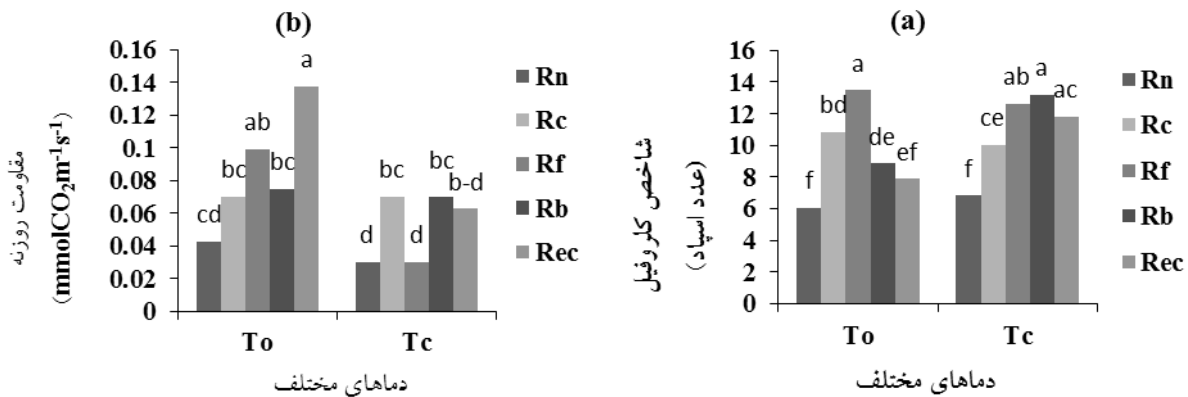 (b)
مقاومت روزنه
(mmolCO₂m⁻¹s⁻¹)
0.16
0.14
0.12
0.1
0.08
0.06
0.04
0.02
0
cd
bc
ab
bc
a
d
bc
d
bc
b-d
To
Tc
دماهای مختلف
Rn
Rc
Rf
Rb
Rec
(a)
شاخص کلروفیل
(عدد اسپاد)
16
14
12
10
8
6
4
2
0
f
bd
a
de
ef
f
ce
ab
a
ac
To
Tc
دماهای مختلف
Rn
Rc
Rf
Rb
Rec